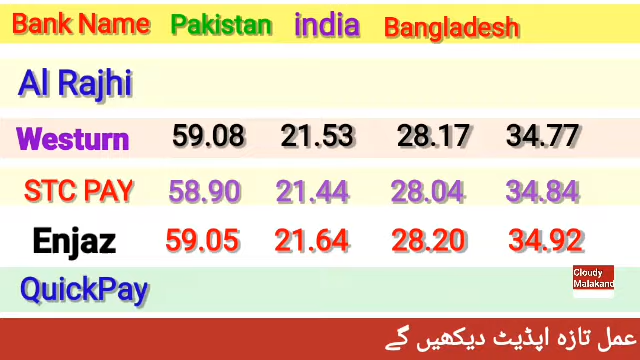 Bank Name Pakistan india Bangladesh
Al Rajhi
Westurn 59.08 21.53 28.17 34.77
STC PAY 58.90 21.44 28.04 34.84
Enjaz 59.05 21.64 28.20 34.92
QuickPay
Cloudy
Malakand
عمل تازہ اپڈیٹ دیکھیں گے